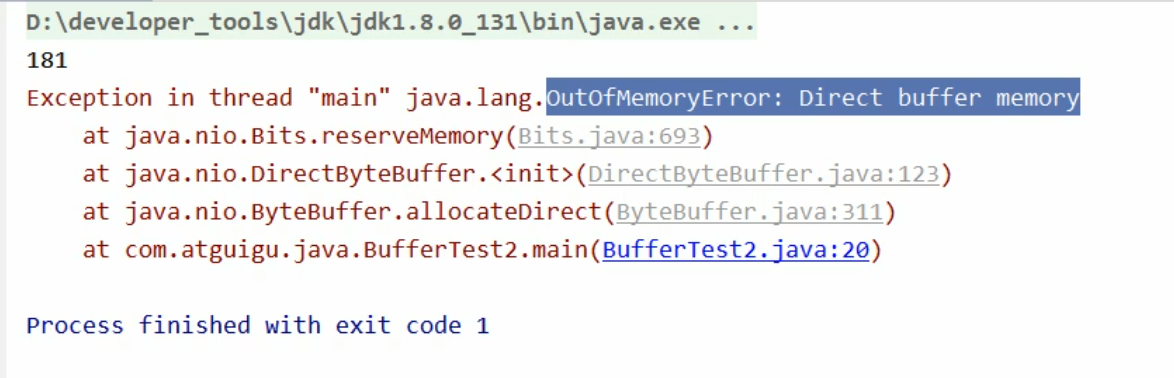 D:\developer_tools\jdk\jdk1.8.0_131\bin\java.exe ...
181
Exception in thread "main" java.lang.OutOfMemoryError: Direct buffer memory
    at java.nio.Bits.reserveMemory(Bits.java:693)
    at java.nio.DirectByteBuffer.<init>(DirectByteBuffer.java:123)
    at java.nio.ByteBuffer.allocateDirect(ByteBuffer.java:311)
    at com.atguigu.java.BufferTest2.main(BufferTest2.java:20)
Process finished with exit code 1